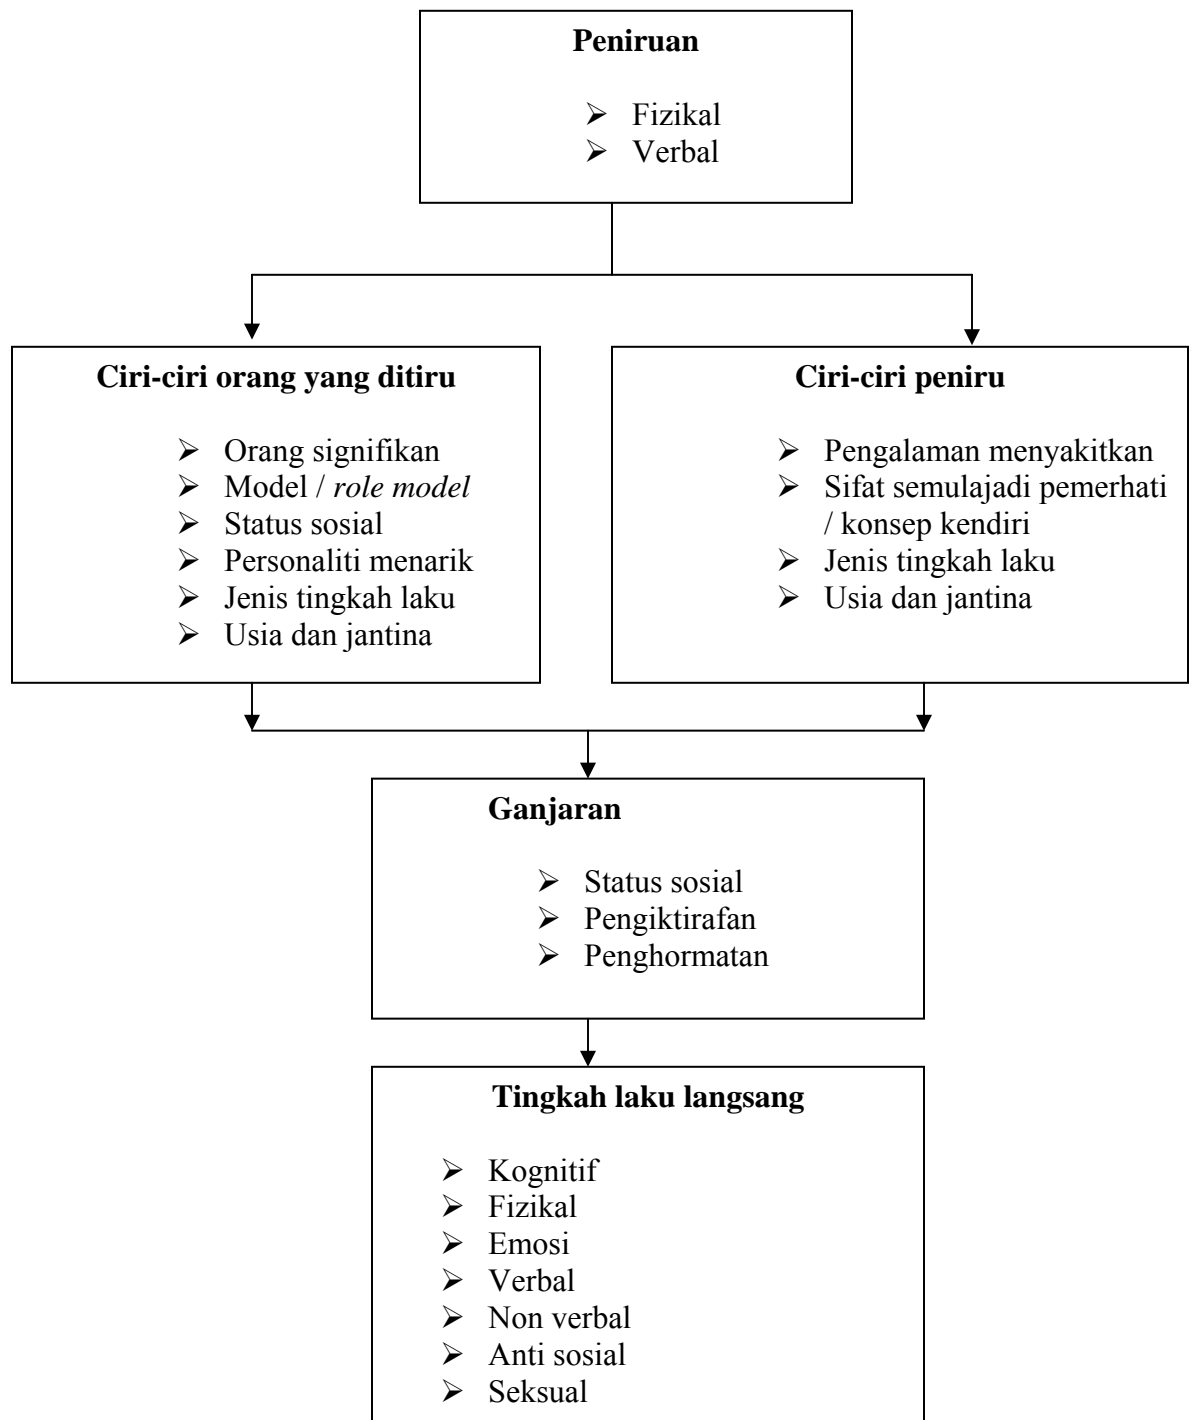 Peniruan
➢ Fizikal
➢ Verbal
Ciri-ciri orang yang ditiru
➢ Orang signifikan
➢ Model / role model
➢ Status sosial
➢ Personaliti menarik
➢ Jenis tingkah laku
➢ Usia dan jantina
Ciri-ciri peniru
➢ Pengalaman menyakitkan
➢ Sifat semulajadi pemerhati
/ konsep kendiri
➢ Jenis tingkah laku
➢ Usia dan jantina
Ganjaran
➢ Status sosial
➢ Pengiktirafan
➢ Penghormatan
Tingkah laku langsang
➢ Kognitif
➢ Fizikal
➢ Emosi
➢ Verbal
➢ Non verbal
➢ Anti sosial
➢ Seksual